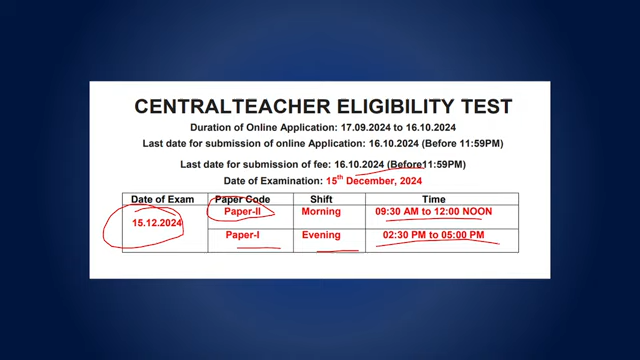 CENTRALTEACHER ELIGIBILITY TEST
Duration of Online Application: 17.09.2024 to 16.10.2024
Last date for submission of online Application: 16.10.2024 (Before 11:59PM)
Last date for submission of fee: 16.10.2024 (Before11:59PM)
Date of Examination: 15th December, 2024
Date of Exam Paper Code Shift Time
15.12.2024 Paper-II Morning 09:30 AM to 12:00 NOON
Paper-I Evening 02:30 PM to 05:00 PM